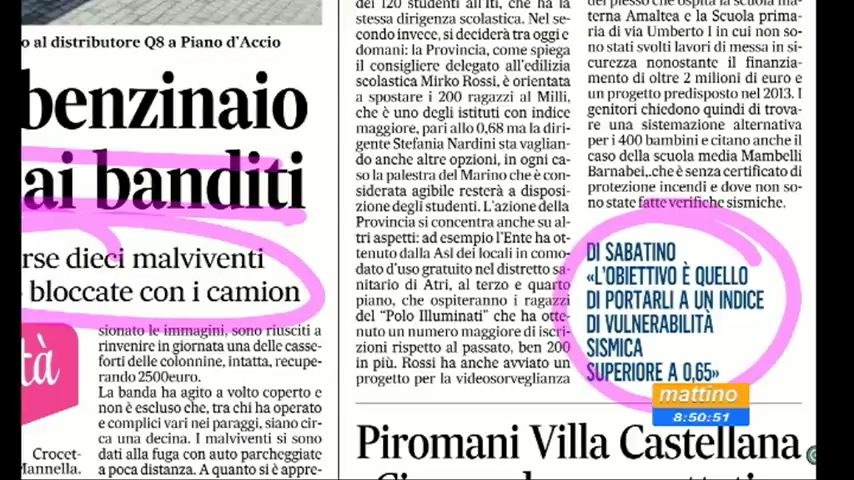 o al distributore Q8 a Piano d'Accio
benzinaio
ai banditi
rse dieci malviventi
bloccate con i camion
tà
Crocet-
Mannella.
sionato le immagini, sono riusciti a
rinvenire in giornata una delle casse-
forti delle colonnine, intatta, recupe-
rando 2500euro.
La banda ha agito a volto coperto e
non è escluso che, tra chi ha operato
e complici vari nei paraggi, siano cir-
ca una decina. I malviventi si sono
dati alla fuga con auto parcheggiate
a poca distanza. A quanto si è appre-
dei 120 studenti all'Iti, che ha la
stessa dirigenza scolastica. Nel se-
condo invece, si deciderà tra oggi e
domani: la Provincia, come spiega
il consigliere delegato all'edilizia
scolastica Mirko Rossi, è orientata
a spostare i 200 ragazzi al Milli,
che è uno degli istituti con indice
maggiore, pari allo 0,68 ma la diri-
gente Stefania Nardini sta vaglian-
do anche altre opzioni, in ogni ca-
so la palestra del Marino che è con-
siderata agibile resterà a disposi-
zione degli studenti. L'azione della
Provincia si concentra anche su al-
tri aspetti: ad esempio l'Ente ha ot-
tenuto dalla Asl dei locali in como-
dato d'uso gratuito nel distretto sa-
nitario di Atri, al terzo e quarto
piano, che ospiteranno i ragazzi
del "Polo Illuminati" che ha otte-
nuto un numero maggiore di iscri-
zioni rispetto al passato, ben 200
in più. Rossi ha anche avviato un
progetto per la videosorveglianza
del plesso che ospita la scuola ma-
terna Amaltea e la Scuola prima-
ria di via Umberto I in cui non so-
no stati svolti lavori di messa in si-
curezza nonostante il finanzia-
mento di oltre 2 milioni di euro e
un progetto predisposto nel 2013. I
genitori chiedono quindi di trova-
re una sistemazione alternativa
per i 400 bambini e citano anche il
caso della scuola media Mambelli
Barnabei,.che è senza certificato di
protezione incendi e dove non so-
no state fatte verifiche sismiche.
DI SABATINO
«L'OBIETTIVO È QUELLO
DI PORTARLI A UN INDICE
DI VULNERABILITÀ
SISMICA
SUPERIORE A 0,65»
mattino
8:50:51
Piromani Villa Castellana